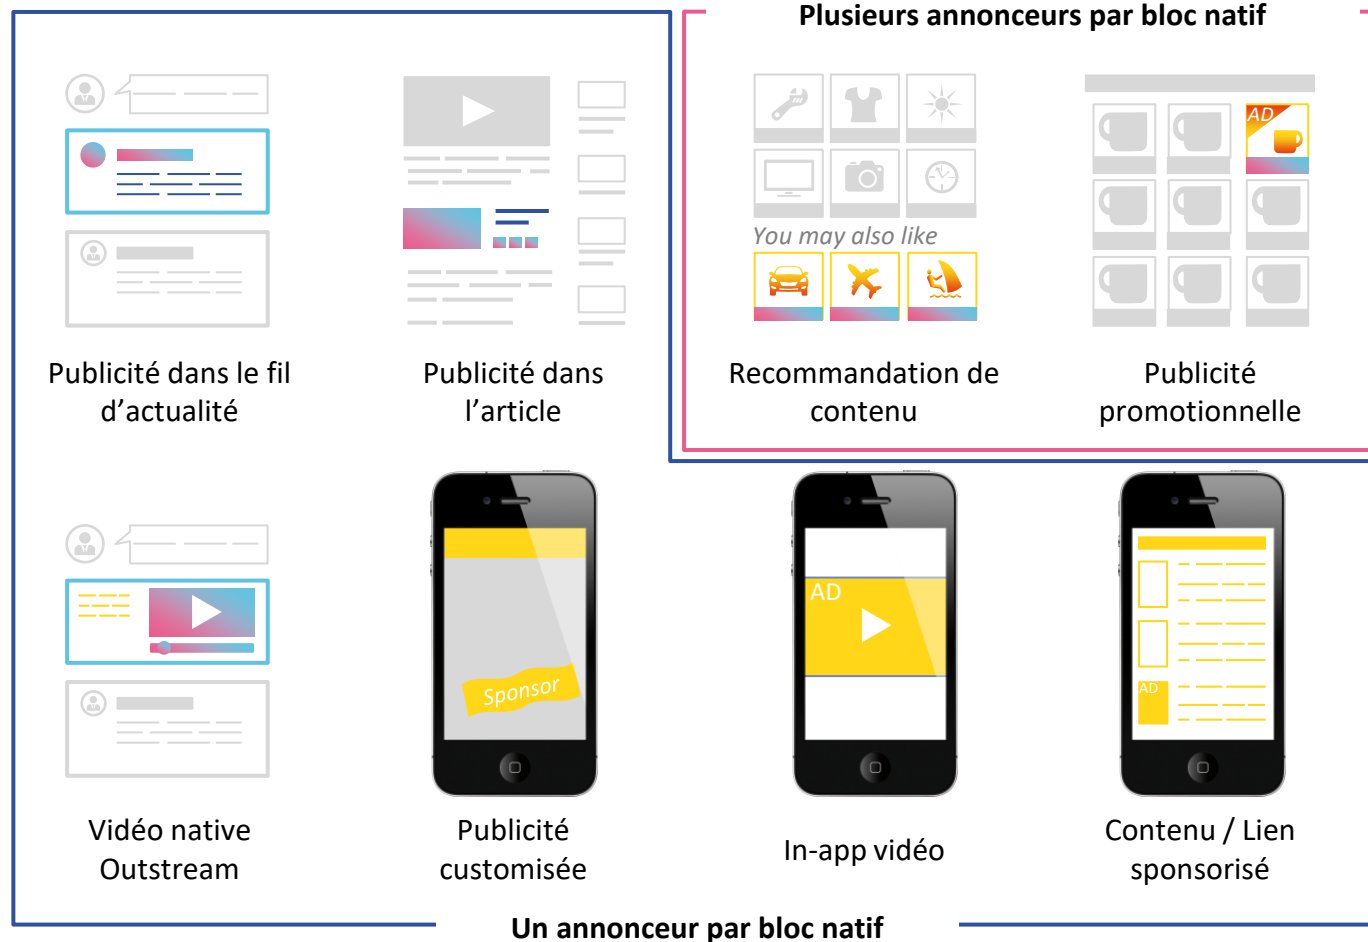 Plusieurs annonceurs par bloc natif
AD
You may also like
Publicité dans le fil
d’actualité
Publicité dans
l’article
Recommandation de
contenu
Publicité
promotionnelle
Sponsor
AD
AD
Vidéo native
Outstream
Publicité
customisée
In-app vidéo
Contenu / Lien
sponsorisé
Un annonceur par bloc natif